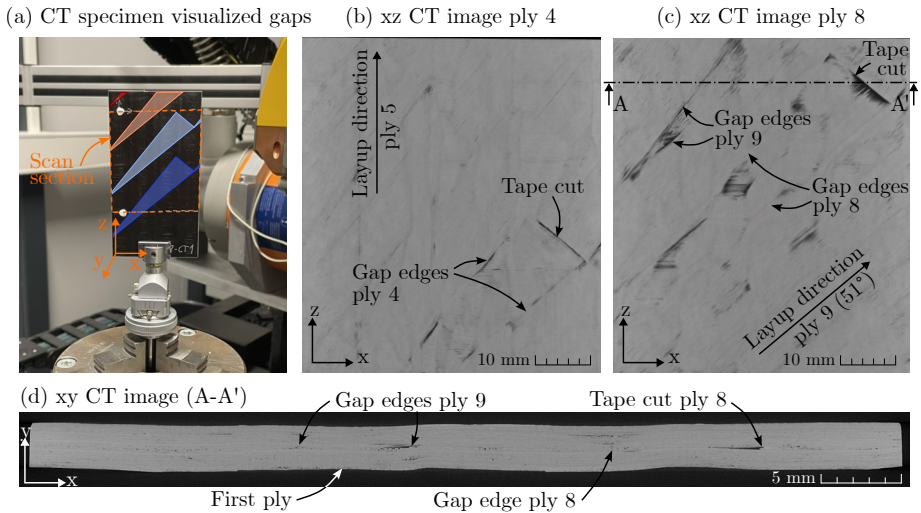 (a) CT specimen visualized gaps
(b) xz CT image ply 4
(c) xz CT image ply 8
Scan
section
z
y
x
Layup direction
ply 5
Tape cut
Gap edges
ply 4
z
x
10 mm
Tape
cut
A
A'
Gap edges
ply 9
Gap edges
ply 8
Layup direction
ply 9 (51°)
z
x
10 mm
(d) xy CT image (A-A')
Gap edges ply 9
Tape cut ply 8
y
x
First ply
Gap edge ply 8
5 mm